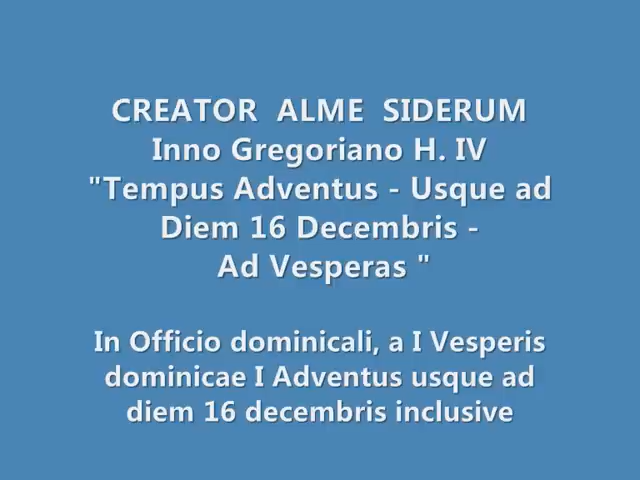 CREATOR ALME SIDERUM
Inno Gregoriano H. IV
"Tempus Adventus - Usque ad
Diem 16 Decembris -
Ad Vesperas "
In Officio dominicali, a I Vesperis
dominicae I Adventus usque ad
diem 16 decembris inclusive